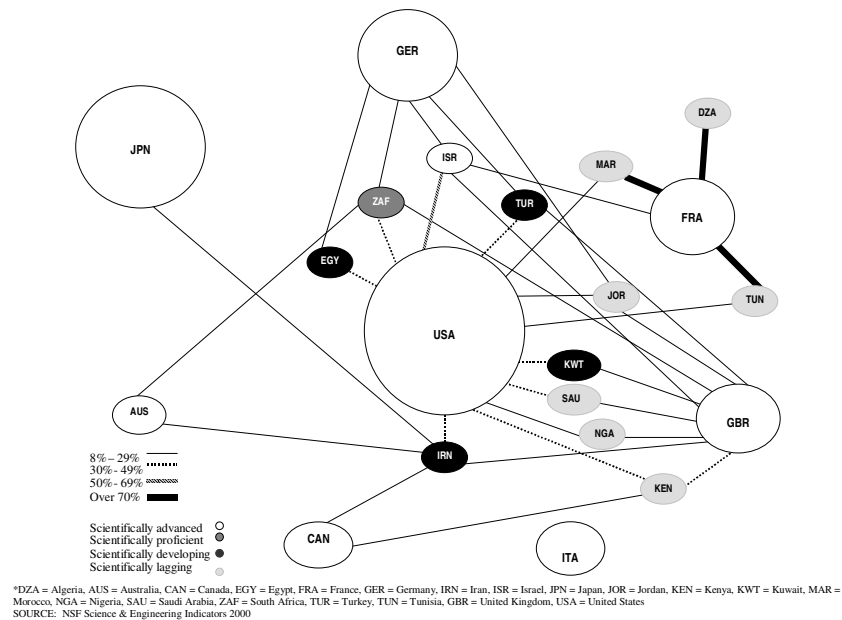 GER
DZA
JPN
ISR
MAR
ZAF
TUR
FRA
EGY
JOR
TUN
USA
KWT
SAU
AUS
GBR
NGA
IRN
KEN
CAN
ITA
8%– 29%
30%- 49%
50%- 69%
Over 70%
Scientifically advanced
Scientifically proficient
Scientifically developing
Scientifically lagging
*DZA = Algeria, AUS = Australia, CAN = Canada, EGY = Egypt, FRA = France, GER = Germany, IRN = Iran, ISR = Israel, JPN = Japan, JOR = Jordan, KEN = Kenya, KWT = Kuwait, MAR =
Morocco, NGA = Nigeria, SAU = Saudi Arabia, ZAF = South Africa, TUR = Turkey, TUN = Tunisia, GBR = United Kingdom, USA = United States
SOURCE: NSF Science & Engineering Indicators 2000